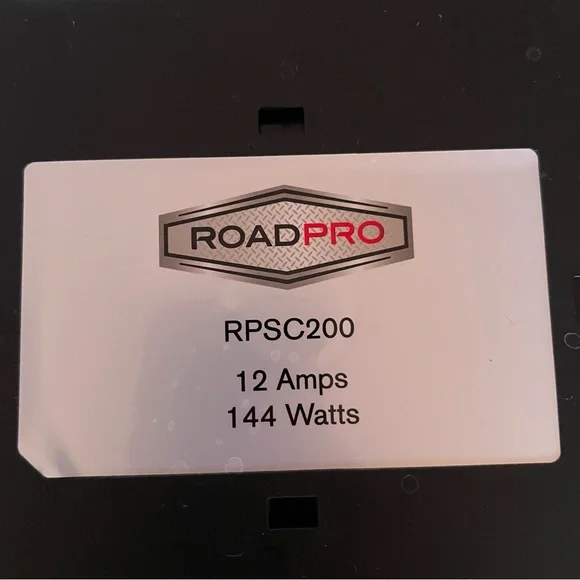 ROADPRO
RPSC200
12 Amps
144 Watts